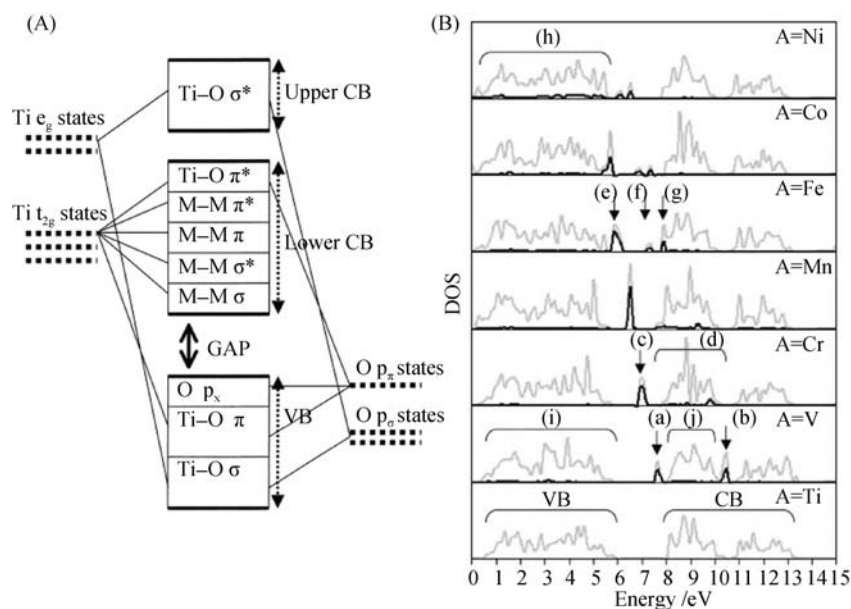 (A)
Ti–O σ*
Upper CB
Ti eg states
Ti t2g states
Ti–O π*
M–M π*
M–M π
M–M σ*
M–M σ
Lower CB
GAP
O px
Ti–O π
Ti–O σ
VB
O pπ states
O pσ states
(B)
DOS
(h)
A=Ni
A=Co
(e) (f) (g)
A=Fe
A=Mn
(c) (d)
A=Cr
(i) (a) (j) (b)
A=V
VB CB
A=Ti
0 1 2 3 4 5 6 7 8 9 10 11 12 13 14 15
Energy /eV